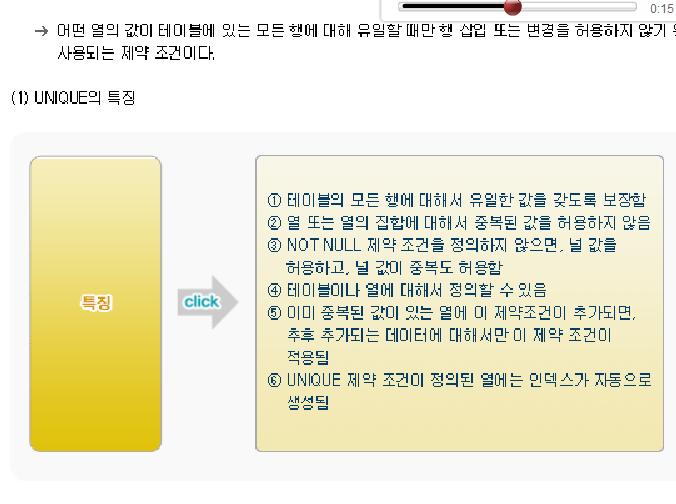 0:15
→ 어떤 열의 값이 테이블에 있는 모든 행에 대해 유일할 때만 행 삽입 또는 변경을 허용하지 않기
사용되는 제약 조건이다.
(1) UNIQUE의 특징
특징
click
① 테이블의 모든 행에 대해서 유일한 값을 갖도록 보장함
② 열 또는 열의 집합에 대해서 중복된 값을 허용하지 않음
③ NOT NULL 제약 조건을 정의하지 않으면, 널 값을
허용하고, 널 값이 중복도 허용함
④ 테이블이나 열에 대해서 정의할 수 있음
⑤ 이미 중복된 값이 있는 열에 이 제약조건이 추가되면,
추후 추가되는 데이터에 대해서만 이 제약 조건이
적용됨
⑥ UNIQUE 제약 조건이 정의된 열에는 인덱스가 자동으로
생성됨